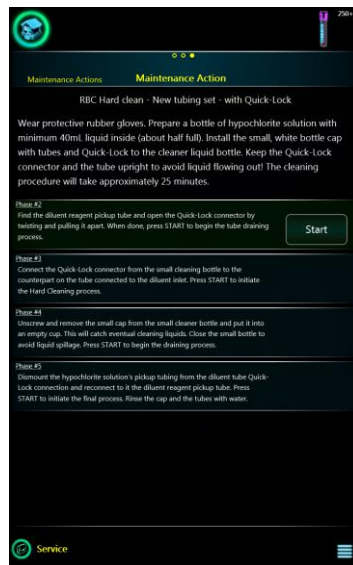 250+
Maintenance Actions Maintenance Action
RBC Hard clean - New tubing set - with Quick-Lock
Wear protective rubber gloves. Prepare a bottle of hypochlorite solution with
minimum 40mL liquid inside (about half full). Install the small, white bottle cap
with tubes and Quick-Lock to the cleaner liquid bottle. Keep the Quick-Lock
connector and the tube upright to avoid liquid flowing out! The cleaning
procedure will take approximately 25 minutes.
Phase #2
Find the diluent reagent pickup tube and open the Quick-Lock connector by
twisting and pulling it apart. When done, press START to begin the tube draining
process.
Start
Phase #3
Connect the Quick-Lock connector from the small cleaning bottle to the
counterpart on the tube connected to the diluent inlet. Press START to initiate
the Hard Cleaning process.
Phase #4
Unscrew and remove the small cap from the small cleaner bottle and put it into
an empty cup. This will catch eventual cleaning liquids. Close the small bottle to
avoid liquid spillage. Press START to begin the draining process.
Phase #5
Dismount the hypochlorite solution's pickup tubing from the diluent tube Quick-
Lock connection and reconnect to it the diluent reagent pickup tube. Press
START to initiate the final process. Rinse the cap and the tubes with water.
Service